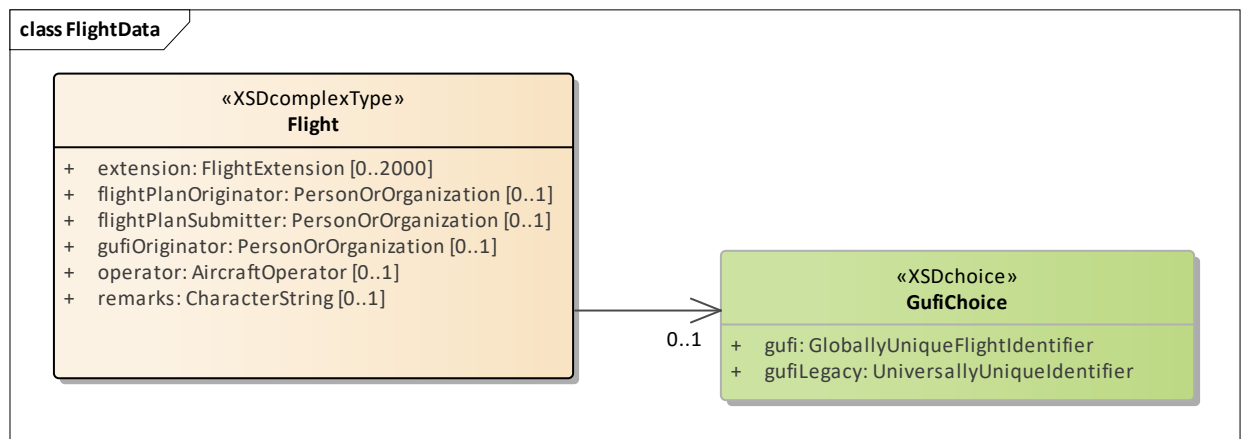 class FlightData
«XSDcomplexType»
Flight
+ extension: FlightExtension [0..2000]
+ flightPlanOriginator: PersonOrOrganization [0..1]
+ flightPlanSubmitter: PersonOrOrganization [0..1]
+ gufiOriginator: PersonOrOrganization [0..1]
+ operator: AircraftOperator [0..1]
+ remarks: CharacterString [0..1]
0..1
«XSDchoice»
GufiChoice
+ gufi: GloballyUniqueFlightIdentifier
+ gufiLegacy: UniversallyUniqueIdentifier